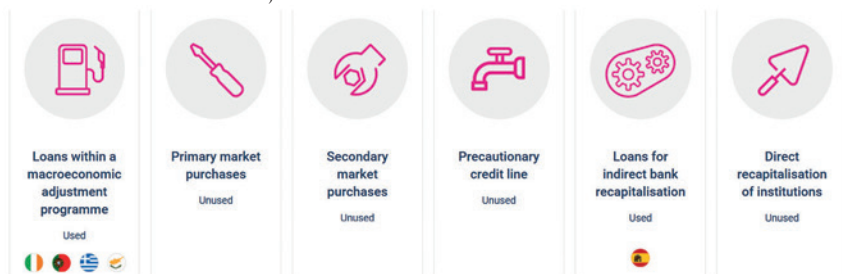 Loans within a
macroeconomic
adjustment
programme
Used
Primary market
purchases
Unused
Secondary
market
purchases
Unused
Precautionary
credit line
Unused
Loans for
indirect bank
recapitalisation
Used
Direct
recapitalisation
of institutions
Unused